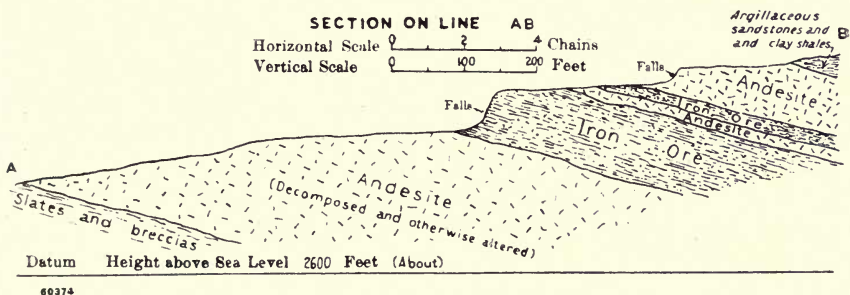 SECTION ON LINE AB
Horizontal Scale 0 2 4 Chains
Vertical Scale 0 100 200 Feet
Argillaceous
sandstones and
and clay shales,
B
Falls
Falls
Andesite
Iron Ore
Andesite
Iron Ore
A
Andesite
(Decomposed and otherwise altered)
Slates and breccias
Datum Height above Sea Level 2600 Feet (About)
60374